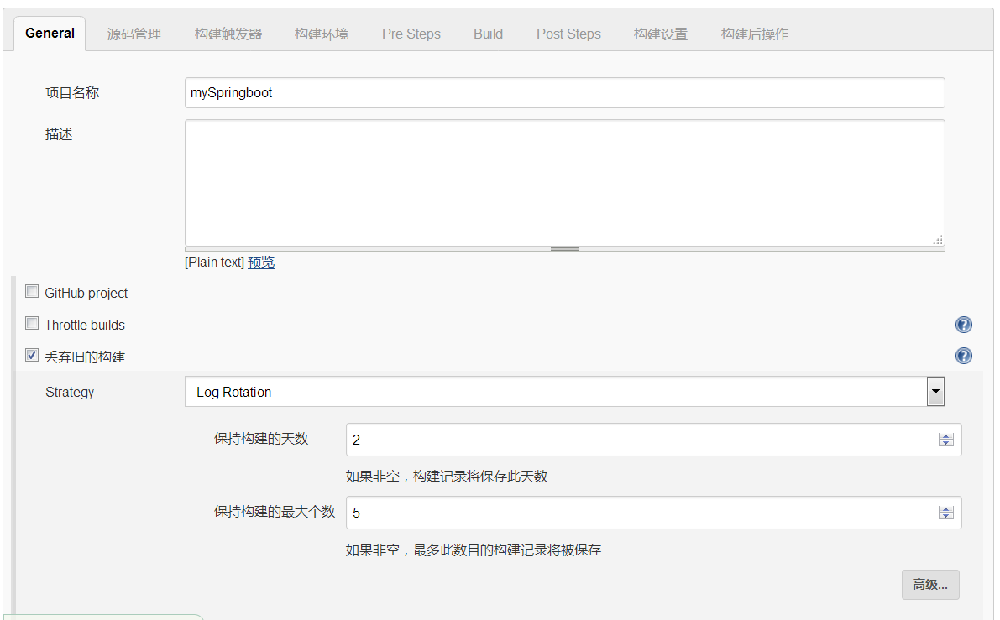 General 源码管理 构建触发器 构建环境 Pre Steps Build Post Steps 构建设置 构建后操作
项目名称 mySpringboot
描述
[Plain text] 预览
GitHub project
Throttle builds
丢弃旧的构建
Strategy Log Rotation
保持构建的天数 2
如果非空，构建记录将保存此天数
保持构建的最大个数 5
如果非空，最多此数目的构建记录将被保存
高级...